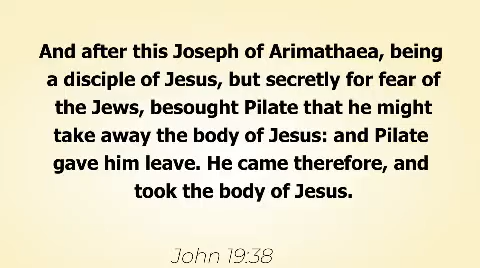 And after this Joseph of Arimathaea, being
a disciple of Jesus, but secretly for fear of
the Jews, besought Pilate that he might
take away the body of Jesus: and Pilate
gave him leave. He came therefore, and
took the body of Jesus.
John 19:38